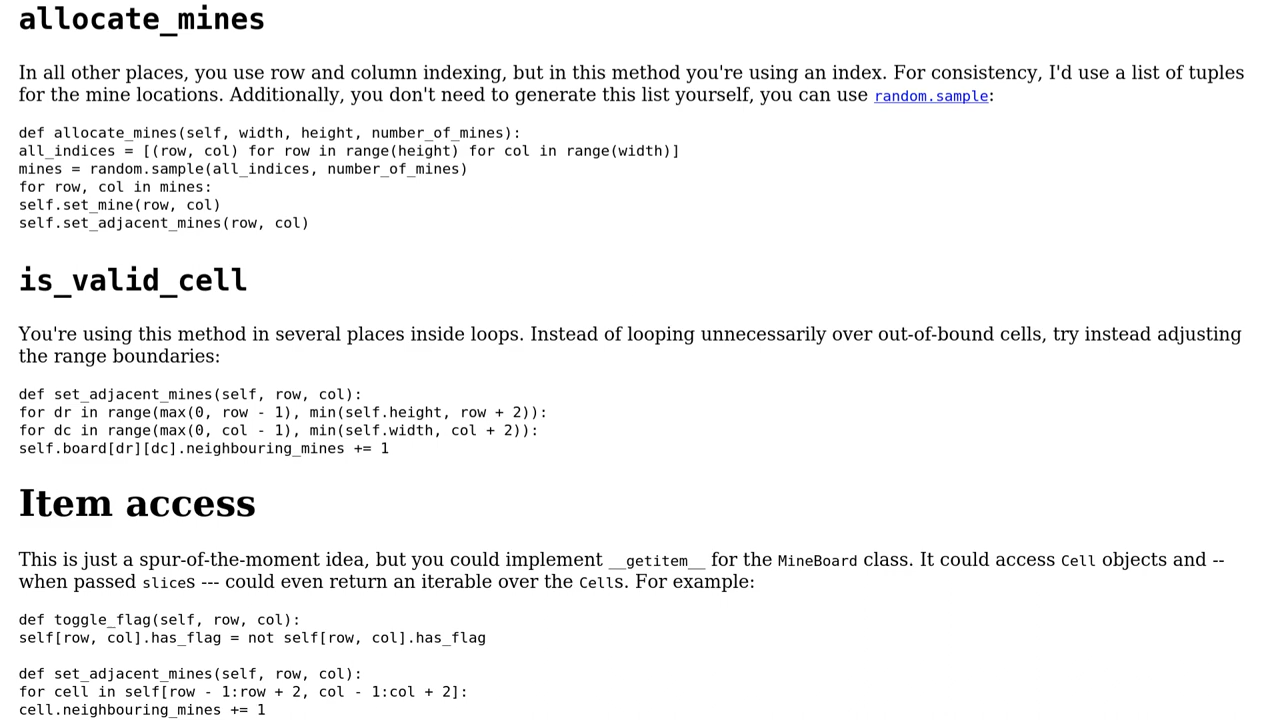 allocate_mines
In all other places, you use row and column indexing, but in this method you're using an index. For consistency, I'd use a list of tuples
for the mine locations. Additionally, you don't need to generate this list yourself, you can use random.sample:
def allocate_mines(self, width, height, number_of_mines):
all_indices = [(row, col) for row in range(height) for col in range(width)]
mines = random.sample(all_indices, number_of_mines)
for row, col in mines:
self.set_mine(row, col)
self.set_adjacent_mines(row, col)
is_valid_cell
You're using this method in several places inside loops. Instead of looping unnecessarily over out-of-bound cells, try instead adjusting
the range boundaries:
def set_adjacent_mines(self, row, col):
for dr in range(max(0, row - 1), min(self.height, row + 2)):
for dc in range(max(0, col - 1), min(self.width, col + 2)):
self.board[dr][dc].neighbouring_mines += 1
Item access
This is just a spur-of-the-moment idea, but you could implement __getitem__ for the MineBoard class. It could access Cell objects and --
when passed slices --- could even return an iterable over the Cells. For example:
def toggle_flag(self, row, col):
self[row, col].has_flag = not self[row, col].has_flag
def set_adjacent_mines(self, row, col):
for cell in self[row - 1:row + 2, col - 1:col + 2]:
cell.neighbouring_mines += 1